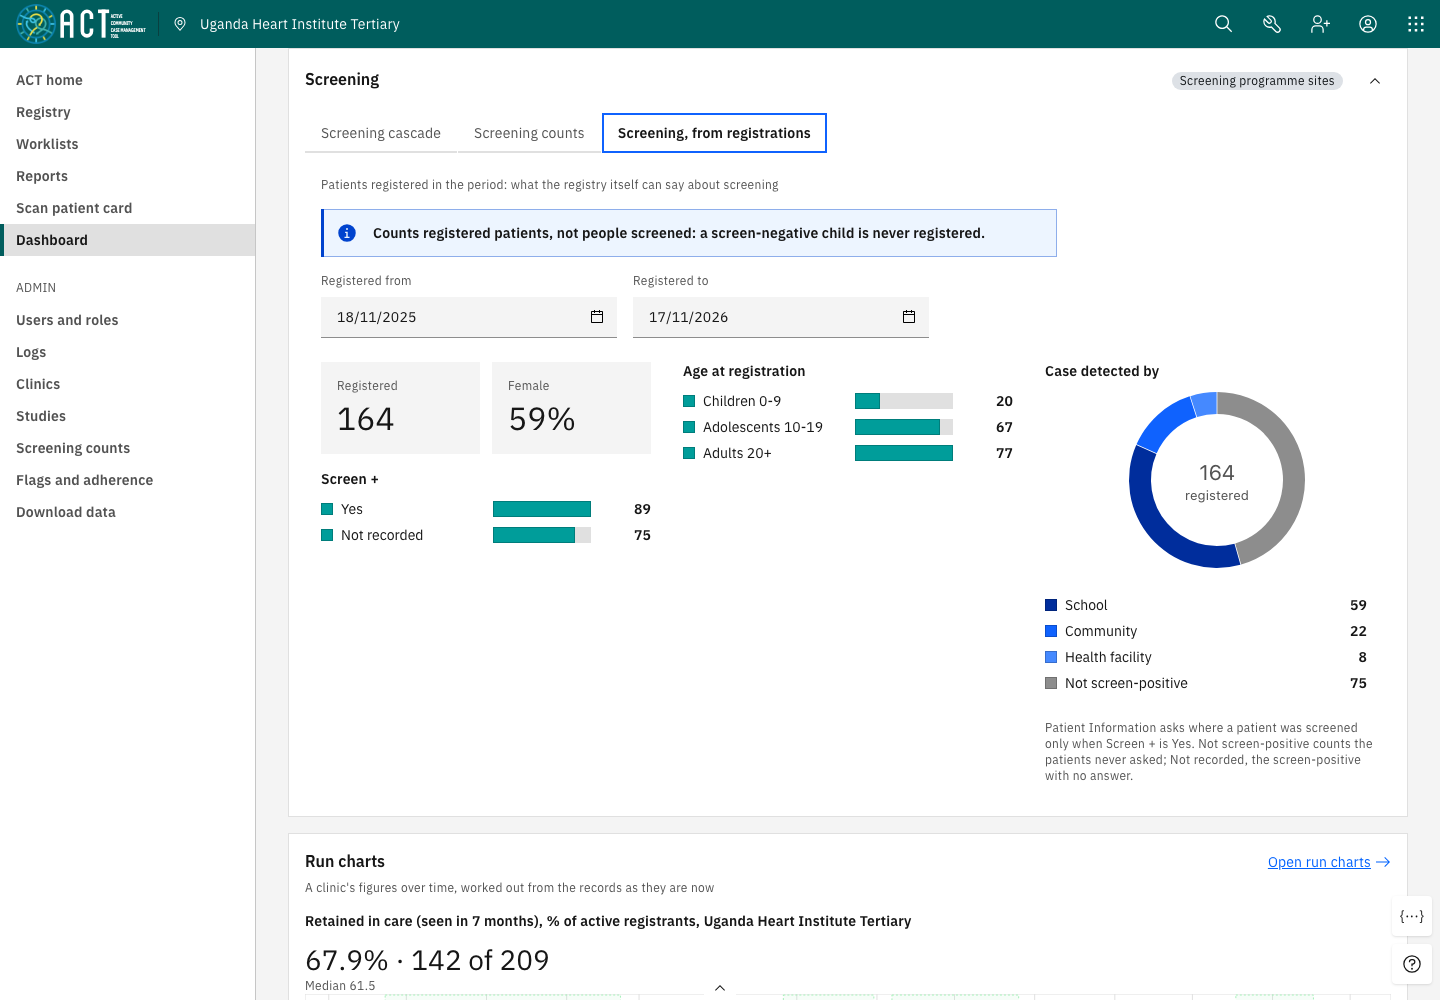 ACT ACTIVE COMMUNITY CASE MANAGEMENT TOOL
Uganda Heart Institute Tertiary
ACT home
Registry
Worklists
Reports
Scan patient card
Dashboard
ADMIN
Users and roles
Logs
Clinics
Studies
Screening counts
Flags and adherence
Download data
Screening
Screening programme sites
Screening cascade
Screening counts
Screening, from registrations
Patients registered in the period: what the registry itself can say about screening
Counts registered patients, not people screened: a screen-negative child is never registered.
Registered from
Registered to
18/11/2025
17/11/2026
Registered
164
Female
59%
Screen +
Yes 89
Not recorded 75
Age at registration
Children 0-9 20
Adolescents 10-19 67
Adults 20+ 77
Case detected by
164
registered
School 59
Community 22
Health facility 8
Not screen-positive 75
Patient Information asks where a patient was screened
only when Screen + is Yes. Not screen-positive counts the
patients never asked; Not recorded, the screen-positive
with no answer.
Run charts
Open run charts
A clinic's figures over time, worked out from the records as they are now
Retained in care (seen in 7 months), % of active registrants, Uganda Heart Institute Tertiary
67.9% · 142 of 209
Median 61.5